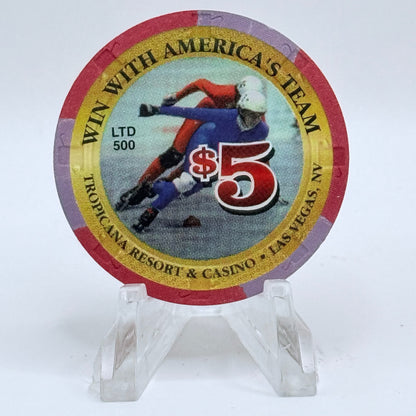 WIN WITH AMERICA'S TEAM
LTD
500
$5
TROPICANA RESORT & CASINO • LAS VEGAS, NV